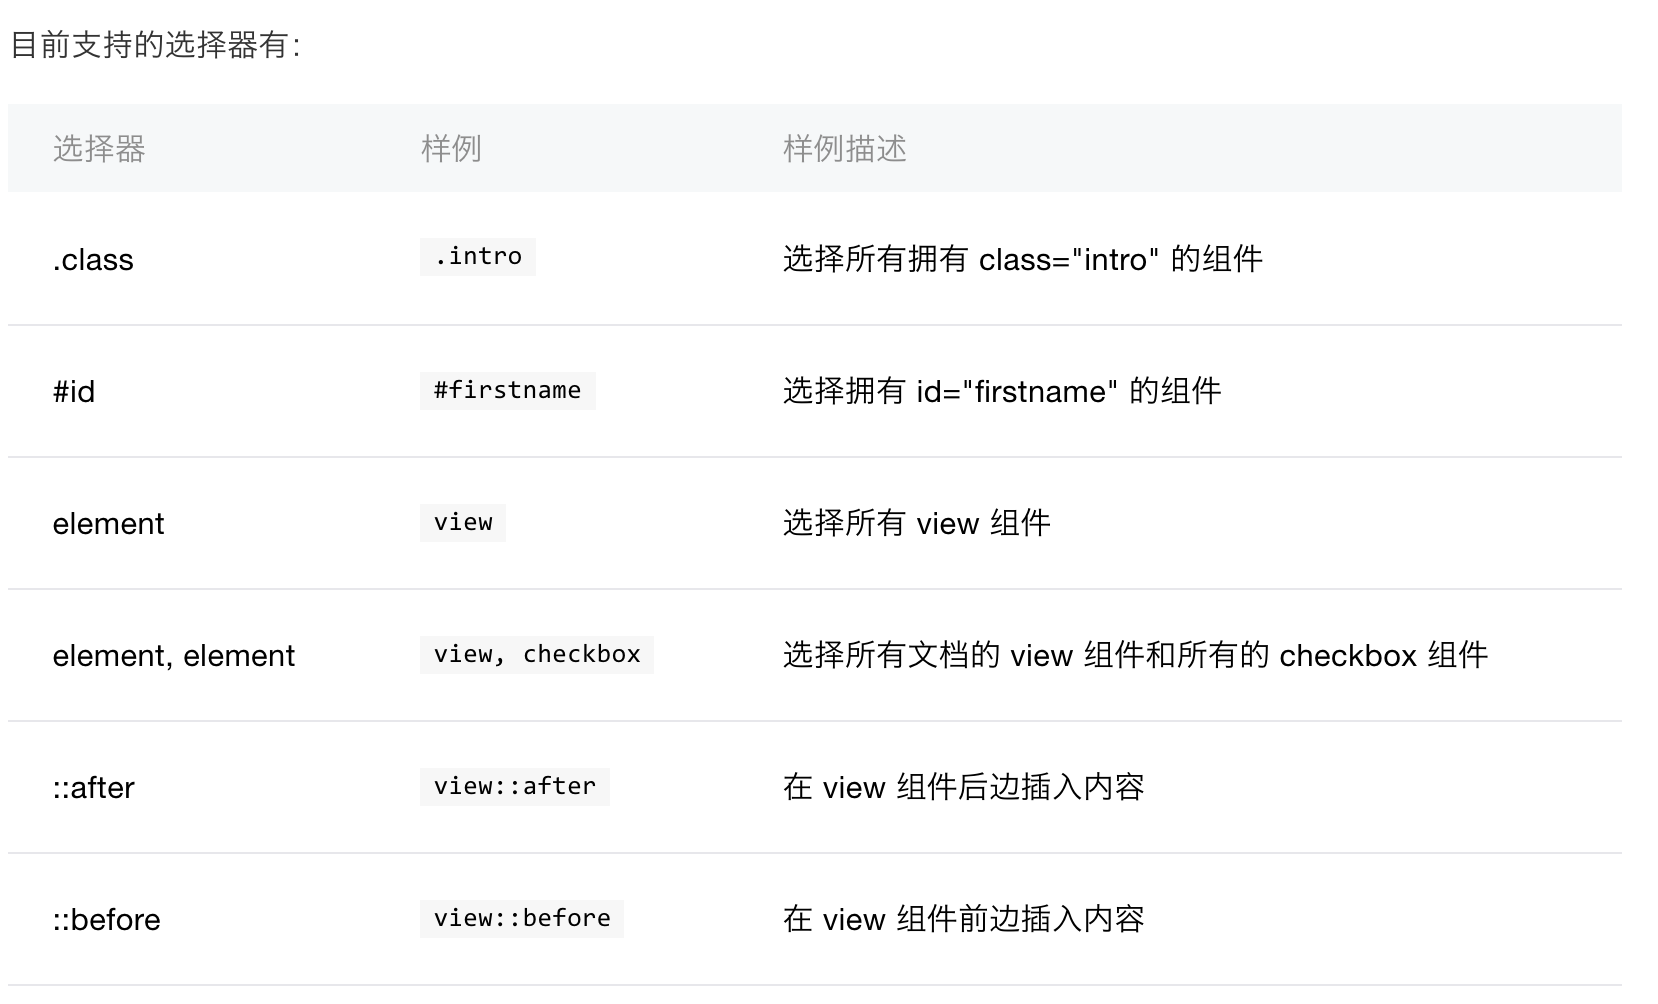 目前支持的选择器有：
选择器 样例 样例描述
.class .intro 选择所有拥有 class="intro" 的组件
#id #firstname 选择拥有 id="firstname" 的组件
element view 选择所有 view 组件
element, element view, checkbox 选择所有文档的 view 组件和所有的 checkbox 组件
::after view::after 在 view 组件后边插入内容
::before view::before 在 view 组件前边插入内容